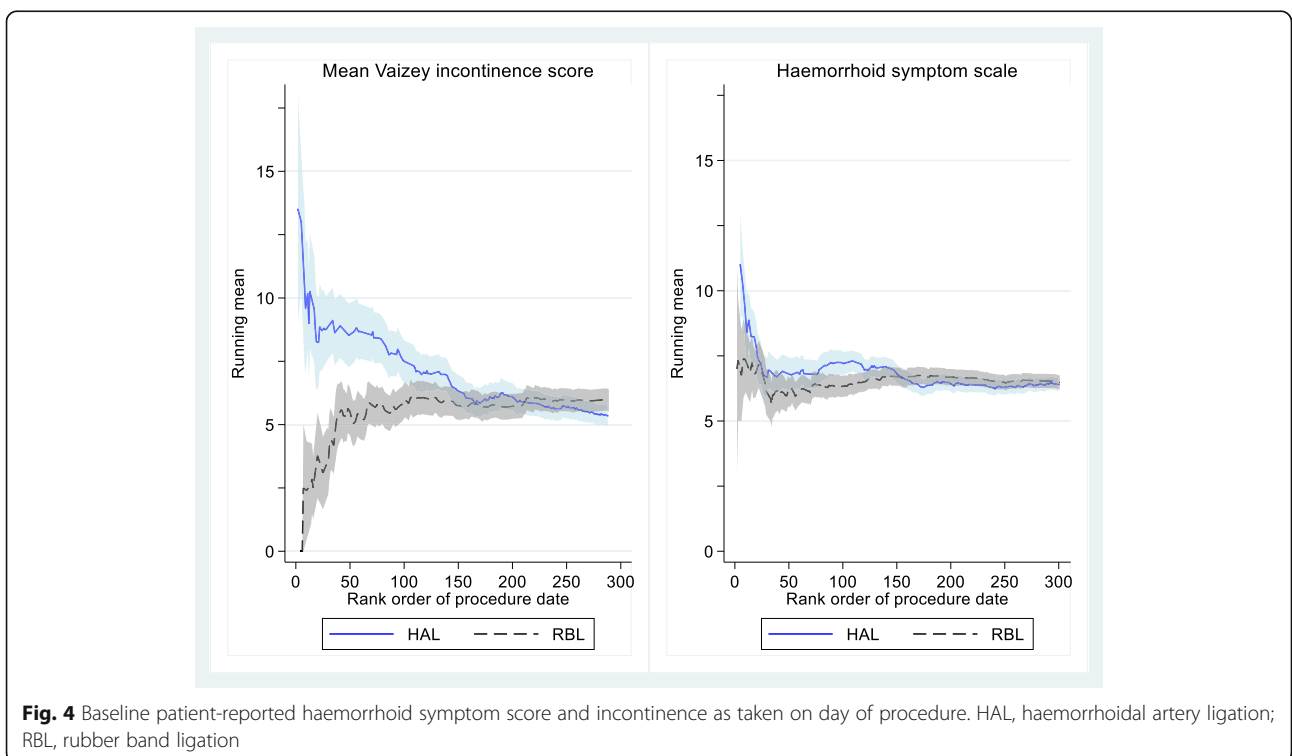 Mean Vaizey incontinence score
Running mean
15
10
5
0
0 50 100 150 200 250 300
Rank order of procedure date
HAL RBL
Haemorrhoid symptom scale
Running mean
15
10
5
0
0 50 100 150 200 250 300
Rank order of procedure date
HAL RBL
Fig. 4 Baseline patient-reported haemorrhoid symptom score and incontinence as taken on day of procedure. HAL, haemorrhoidal artery ligation;
RBL, rubber band ligation